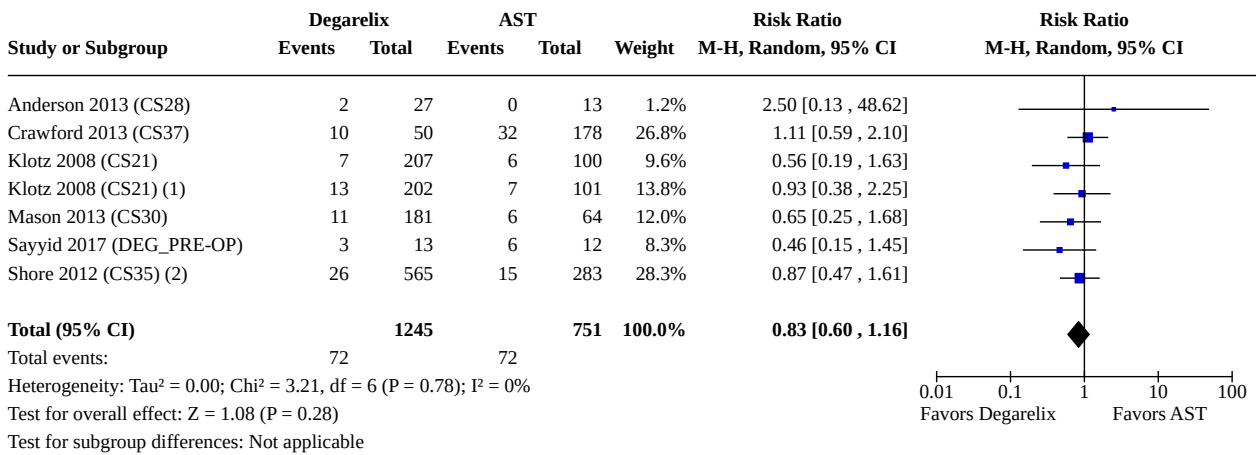 Degarelix AST Risk Ratio Risk Ratio
Study or Subgroup Events Total Events Total Weight M-H, Random, 95% CI M-H, Random, 95% CI
Anderson 2013 (CS28) 2 27 0 13 1.2% 2.50 [0.13 , 48.62]
Crawford 2013 (CS37) 10 50 32 178 26.8% 1.11 [0.59 , 2.10]
Klotz 2008 (CS21) 7 207 6 100 9.6% 0.56 [0.19 , 1.63]
Klotz 2008 (CS21) (1) 13 202 7 101 13.8% 0.93 [0.38 , 2.25]
Mason 2013 (CS30) 11 181 6 64 12.0% 0.65 [0.25 , 1.68]
Sayyid 2017 (DEG_PRE-OP) 3 13 6 12 8.3% 0.46 [0.15 , 1.45]
Shore 2012 (CS35) (2) 26 565 15 283 28.3% 0.87 [0.47 , 1.61]
Total (95% CI) 1245 751 100.0% 0.83 [0.60 , 1.16]
Total events: 72 72
Heterogeneity: Tau² = 0.00; Chi² = 3.21, df = 6 (P = 0.78); I² = 0%
0.01 0.1 1 10 100
Test for overall effect: Z = 1.08 (P = 0.28)
Favors Degarelix Favors AST
Test for subgroup differences: Not applicable